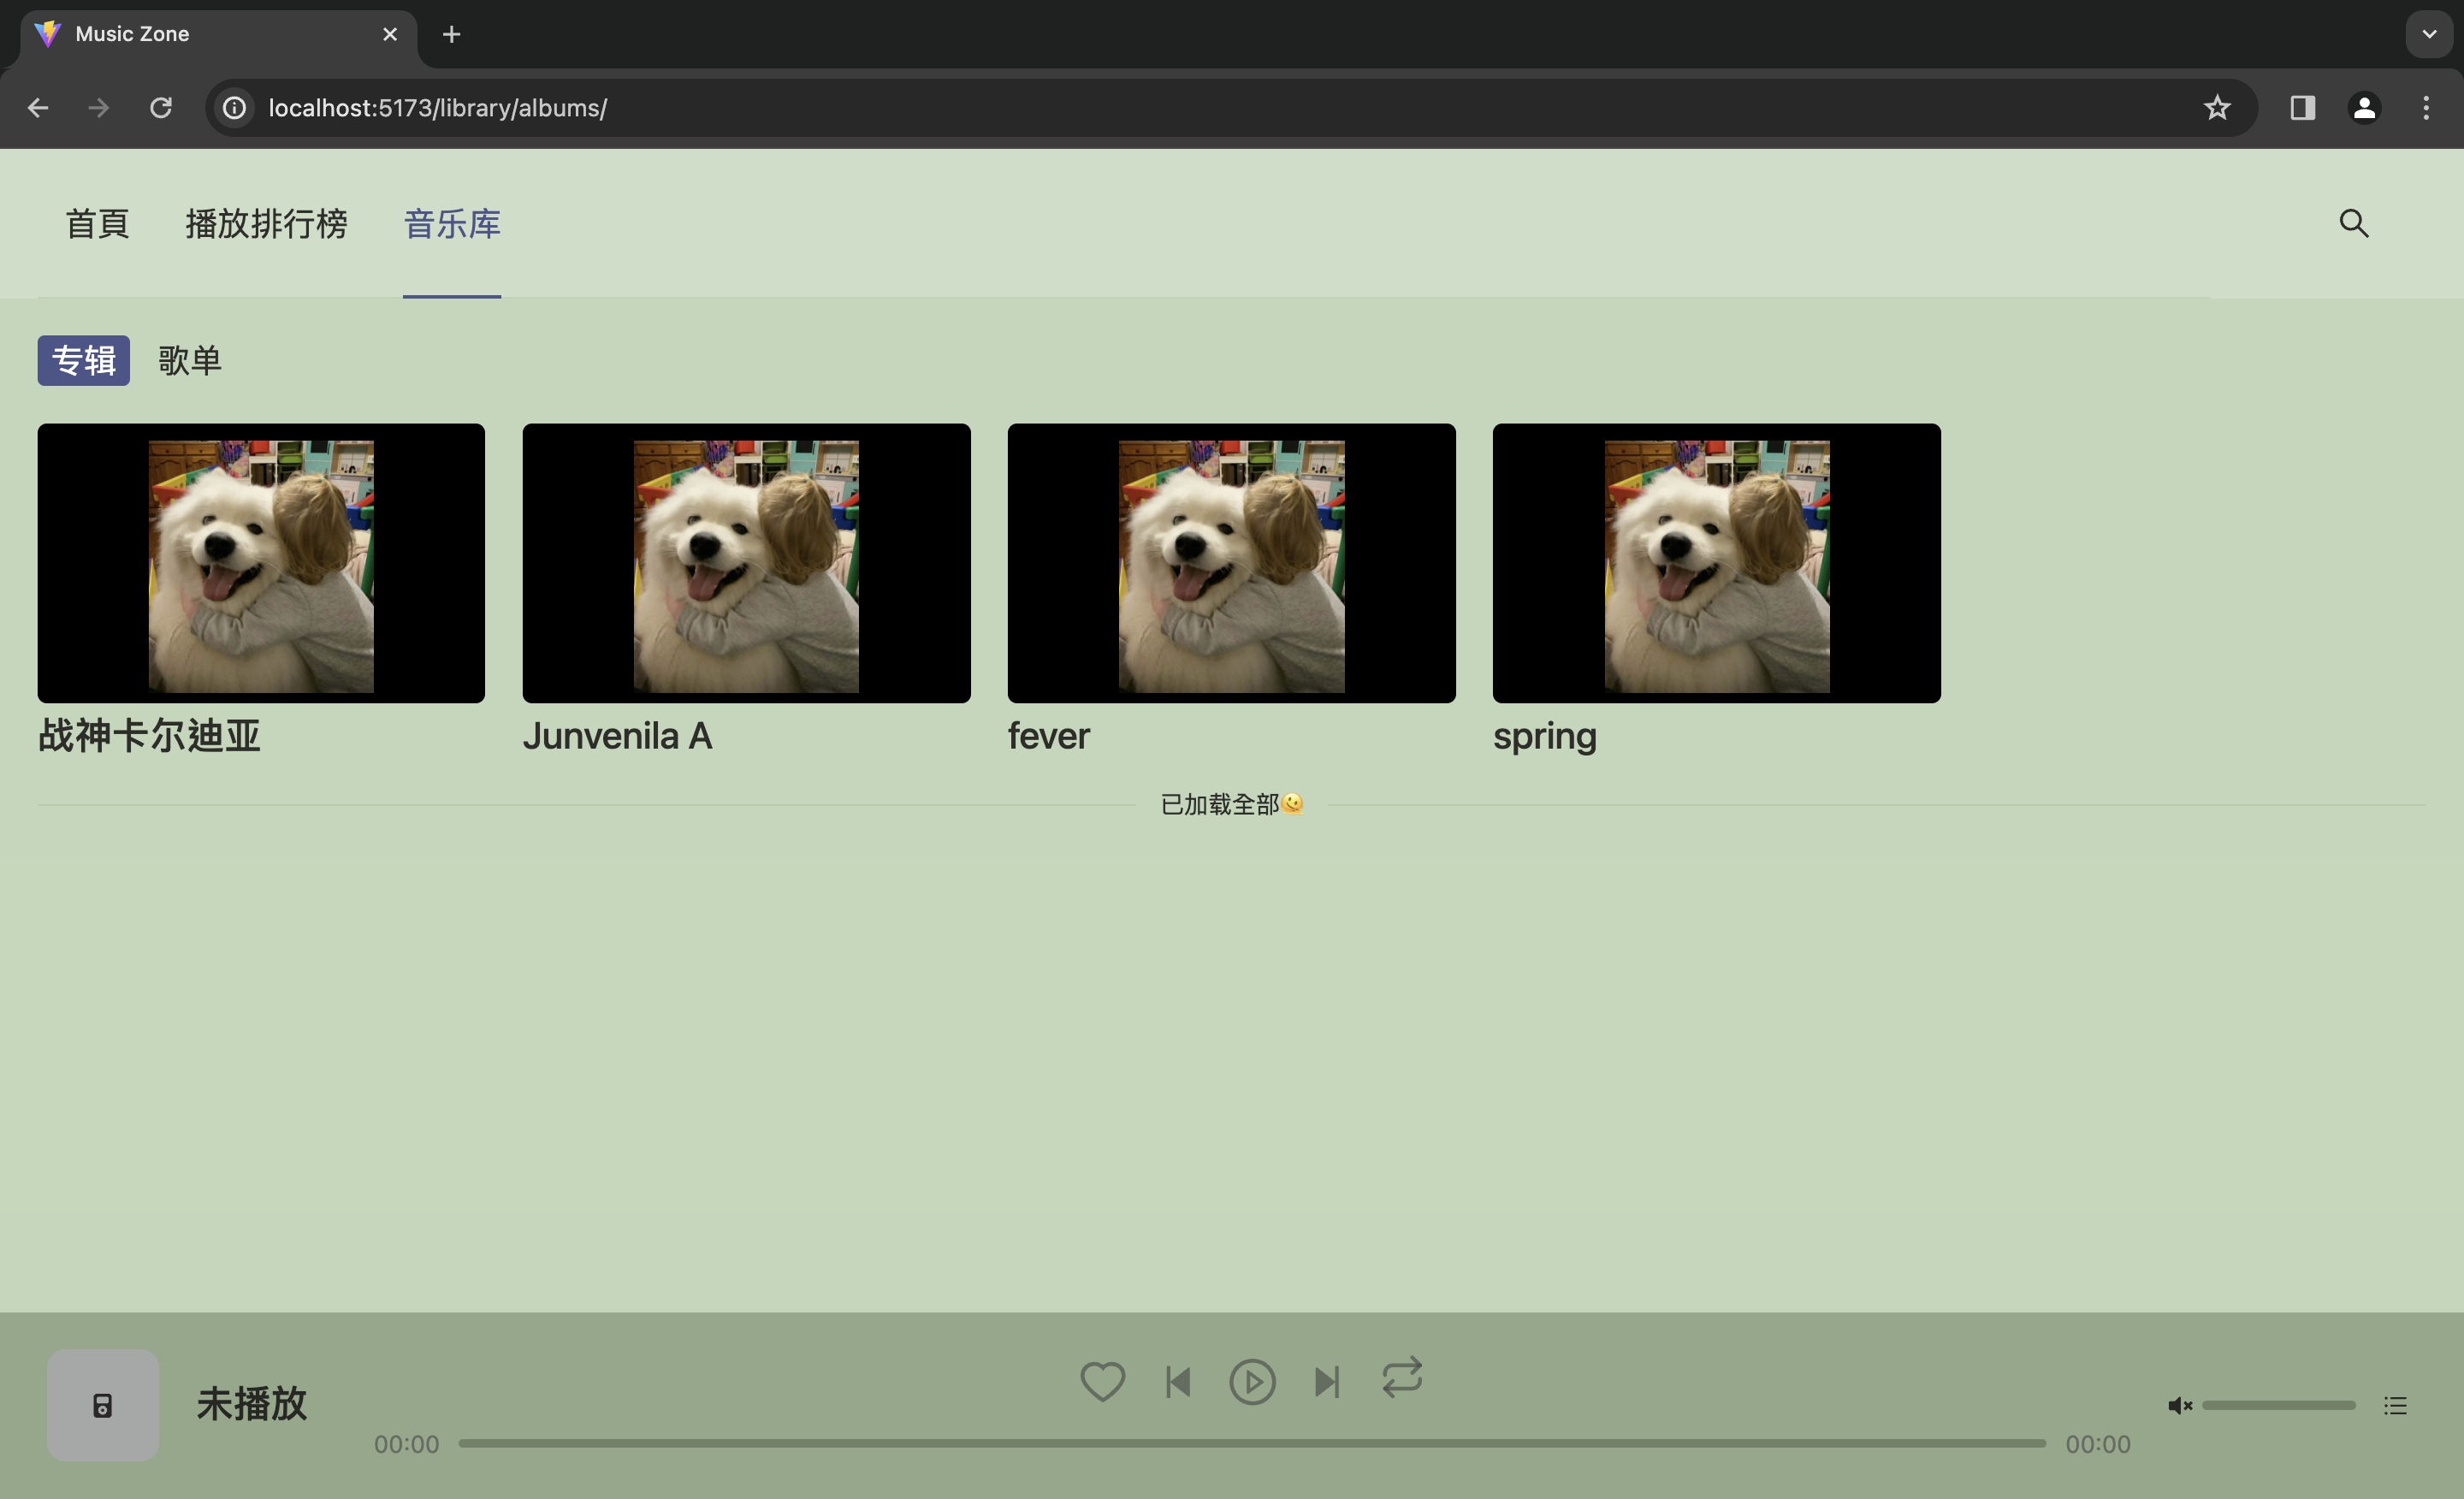 Music Zone
localhost:5173/library/albums/
首頁 播放排行榜 音乐库
专辑 歌单
战神卡尔迪亚 Junvenila A fever spring
已加载全部🫠
未播放
00:00 00:00